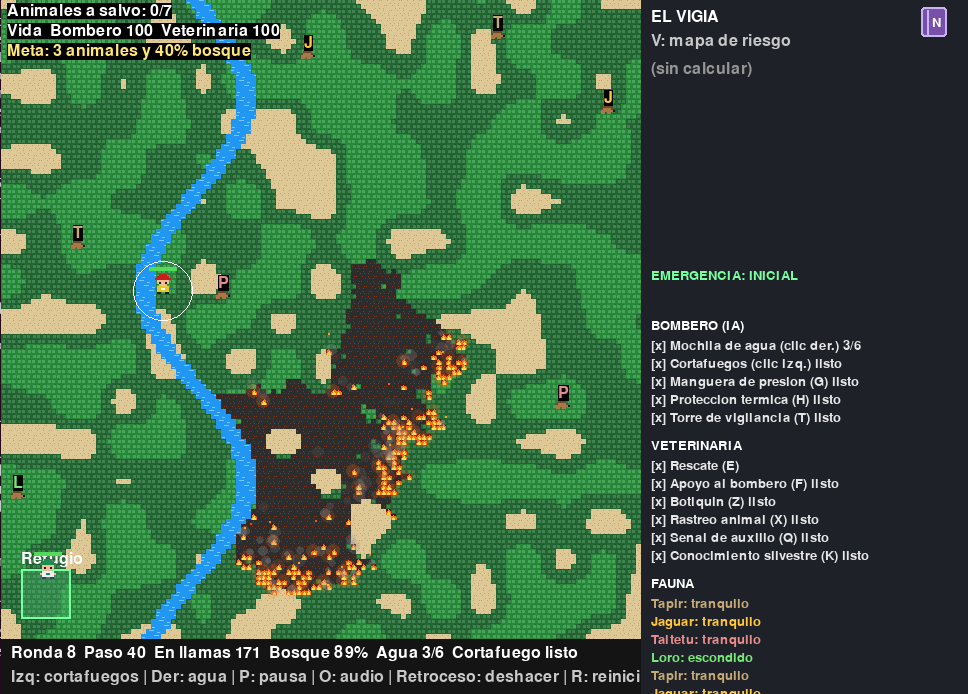 Animales a salvo: 0/7
Vida Bombero 100 Veterinaria 100
Meta: 3 animales y 40% bosque
J
T
J
T
P
P
L
Refugio
Ronda 8 Paso 40 En llamas 171 Bosque 89% Agua 3/6 Cortafuego listo
Izq: cortafuegos | Der: agua | P: pausa | O: audio | Retroceso: deshacer | R: reinici
EL VIGIA
N
V: mapa de riesgo
(sin calcular)
EMERGENCIA: INICIAL
BOMBERO (IA)
[x] Mochila de agua (clic der.) 3/6
[x] Cortafuegos (clic izq.) listo
[x] Manguera de presion (G) listo
[x] Proteccion termica (H) listo
[x] Torre de vigilancia (T) listo
VETERINARIA
[x] Rescate (E)
[x] Apoyo al bombero (F) listo
[x] Botiquin (Z) listo
[x] Rastreo animal (X) listo
[x] Senal de auxilio (Q) listo
[x] Conocimiento silvestre (K) listo
FAUNA
Tapir: tranquilo
Jaguar: tranquilo
Taitetu: tranquilo
Loro: escondido
Tapir: tranquilo
Jaguar: tranquilo